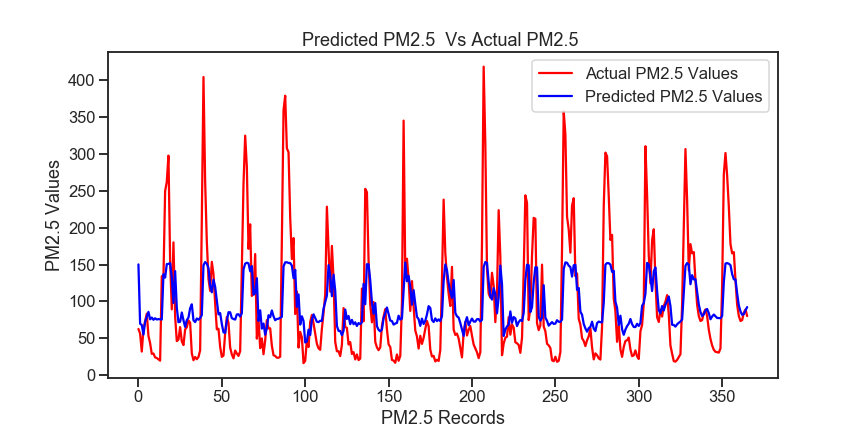 Predicted PM2.5  Vs Actual PM2.5
Actual PM2.5 Values
Predicted PM2.5 Values
400
350
300
250
200
150
100
50
0
PM2.5 Values
0 50 100 150 200 250 300 350
PM2.5 Records